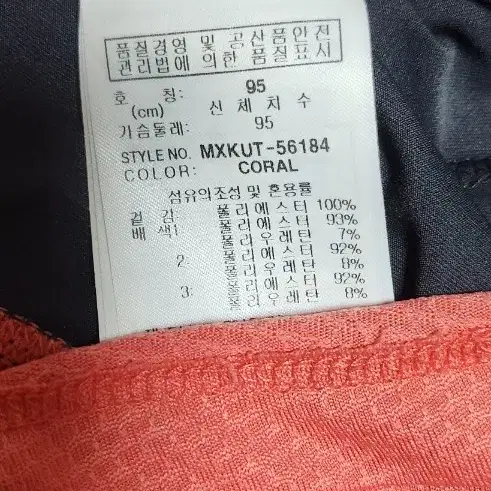 품질경영 및 공산품안전
관리법에 의한 품질표시
호 칭: 95
(cm) 신체치수
가슴둘레: 95
STYLE NO. MXKUT-56184
COLOR: CORAL
섬유의조성 및 혼용률
겉감 폴리에스터 100%
배색1: 폴리에스터 93%
폴리우레탄 7%
2: 폴리에스터 92%
폴리우레탄 8%
3: 폴리에스터 92%
폴리우레탄 8%